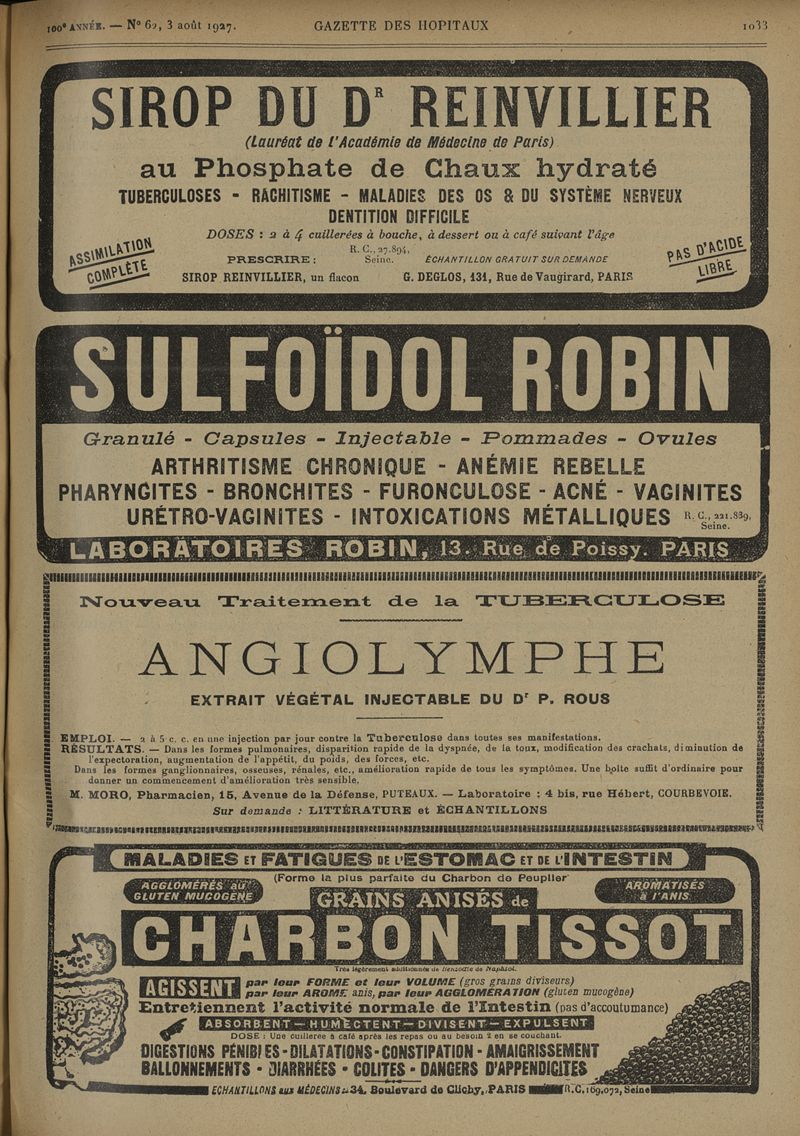 100e ANNÉE. — No 62, 3 août 1927. GAZETTE DES HOPITAUX 1033
SIROP DU Dr REINVILLIER
(Lauréat de l'Académie de Médecine de Paris)
au Phosphate de Chaux hydraté
TUBERCULOSES - RACHITISME - MALADIES DES OS & DU SYSTÈME NERVEUX
DENTITION DIFFICILE
DOSES : 2 à 4 cuillerées à bouche, à dessert ou à café suivant l'âge
ASSIMILATION COMPLÈTE
PRESCRIRE : R. C., 27.894, Seine. ÉCHANTILLON GRATUIT SUR DEMANDE
PAS D'ACIDE LIBRE
SIROP REINVILLIER, un flacon G. DEGLOS, 131, Rue de Vaugirard, PARIS
SULFOÏDOL ROBIN
Granulé - Capsules - Injectable - Pommades - Ovules
ARTHRITISME CHRONIQUE - ANÉMIE REBELLE
PHARYNGITES - BRONCHITES - FURONCULOSE - ACNÉ - VAGINITES
URÉTRO-VAGINITES - INTOXICATIONS MÉTALLIQUES R. C., 221.839, Seine.
LABORATOIRES ROBIN, 13. Rue de Poissy. PARIS
Nouveau Traitement de la TUBERCULOSE
ANGIOLYMPHE
EXTRAIT VÉGÉTAL INJECTABLE DU Dr P. ROUS
EMPLOI. — 2 à 5 c. c. en une injection par jour contre la Tuberculose dans toutes ses manifestations.
RÉSULTATS. — Dans les formes pulmonaires, disparition rapide de la dyspnée, de la toux, modification des crachats, diminution de
l'expectoration, augmentation de l'appétit, du poids, des forces, etc.
Dans les formes ganglionnaires, osseuses, rénales, etc., amélioration rapide de tous les symptômes. Une boîte suffit d'ordinaire pour
donner un commencement d'amélioration très sensible.
M. MORO, Pharmacien, 15, Avenue de la Défense, PUTEAUX. — Laboratoire : 4 bis, rue Hébert, COURBEVOIE.
Sur demande : LITTÉRATURE et ÉCHANTILLONS
MALADIES ET FATIGUES DE L'ESTOMAC ET DE L'INTESTIN
(Forme la plus parfaite du Charbon de Peuplier
AGGLOMÉRÉS au GLUTEN MUCOGÈNE
GRAINS ANISÉS de
AROMATISÉS à l'ANIS
CHARBON TISSOT
Très légèrement additionnés de Benzoate de Naphtol.
AGISSENT par leur FORME et leur VOLUME (gros grains diviseurs)
par leur AROME anis, par leur AGGLOMÉRATION (gluten mucogène)
Entretiennent l'activité normale de l'Intestin (pas d'accoutumance)
ABSORBENT — HUMECTENT — DIVISENT — EXPULSENT
DOSE : Une cuillerée à café après les repas ou au besoin 2 en se couchant.
DIGESTIONS PÉNIBLES - DILATATIONS - CONSTIPATION - AMAIGRISSEMENT
BALLONNEMENTS - DIARRHÉES - COLITES - DANGERS D'APPENDICITES
ECHANTILLONS aux MÉDECINS 34, Boulevard de Clichy, PARIS R.C, 169,072, Seine